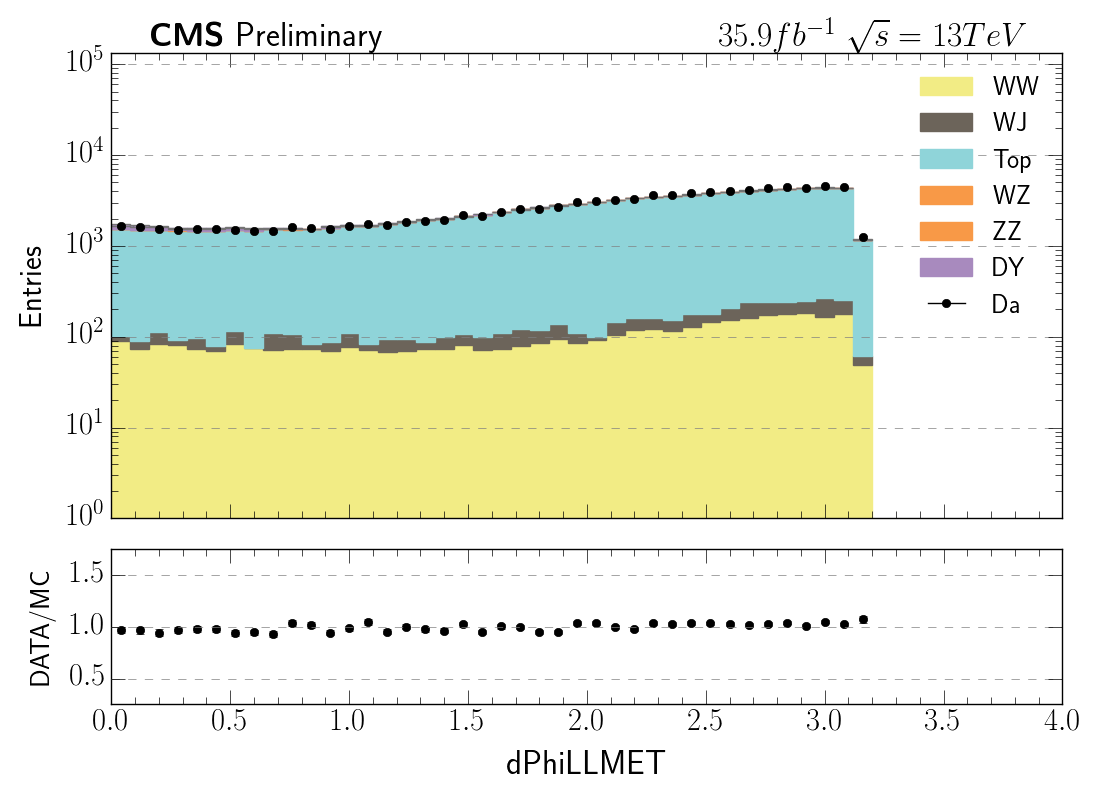 CMS Preliminary 35.9fb⁻¹ √s = 13TeV
10⁵
10⁴
10³
10²
10¹
10⁰
Entries
WW
WJ
Top
WZ
ZZ
DY
Da
1.5
1.0
0.5
DATA/MC
0.0 0.5 1.0 1.5 2.0 2.5 3.0 3.5 4.0
dPhiLLMET